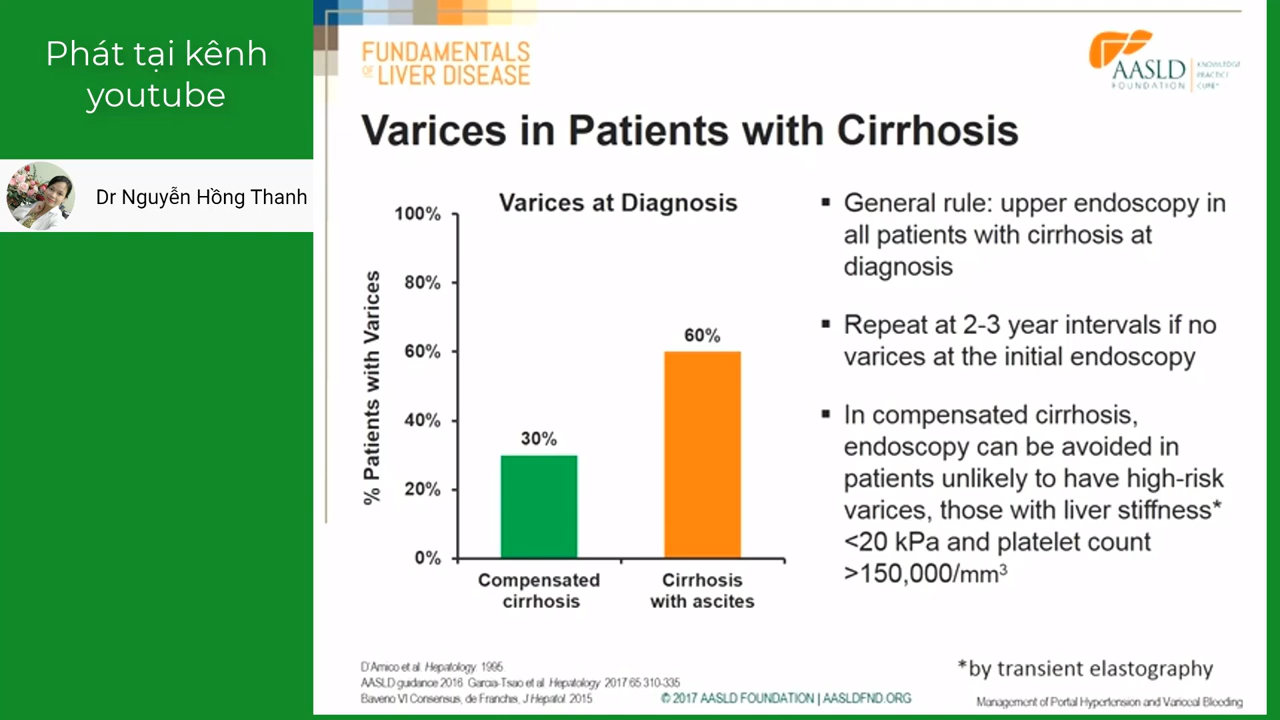 Phát tại kênh
youtube
Dr Nguyễn Hồng Thanh
FUNDAMENTALS
OF LIVER DISEASE
AASLD
FOUNDATION
KNOWLEDGE
PRACTICE
CURE
Varices in Patients with Cirrhosis
Varices at Diagnosis
% Patients with Varices
100%
80%
60%
40%
20%
0%
30%
60%
Compensated
cirrhosis
Cirrhosis
with ascites
▪ General rule: upper endoscopy in
all patients with cirrhosis at
diagnosis
▪ Repeat at 2-3 year intervals if no
varices at the initial endoscopy
▪ In compensated cirrhosis,
endoscopy can be avoided in
patients unlikely to have high-risk
varices, those with liver stiffness*
<20 kPa and platelet count
>150,000/mm³
*by transient elastography
D'Amico et al. Hepatology. 1995.
AASLD guidance 2016. Garcia-Tsao et al. Hepatology. 2017 65:310-335
Baveno VI Consensus, de Franchis, J Hepatol. 2015
© 2017 AASLD FOUNDATION | AASLDFND.ORG
Management of Portal Hypertension and Variceal Bleeding